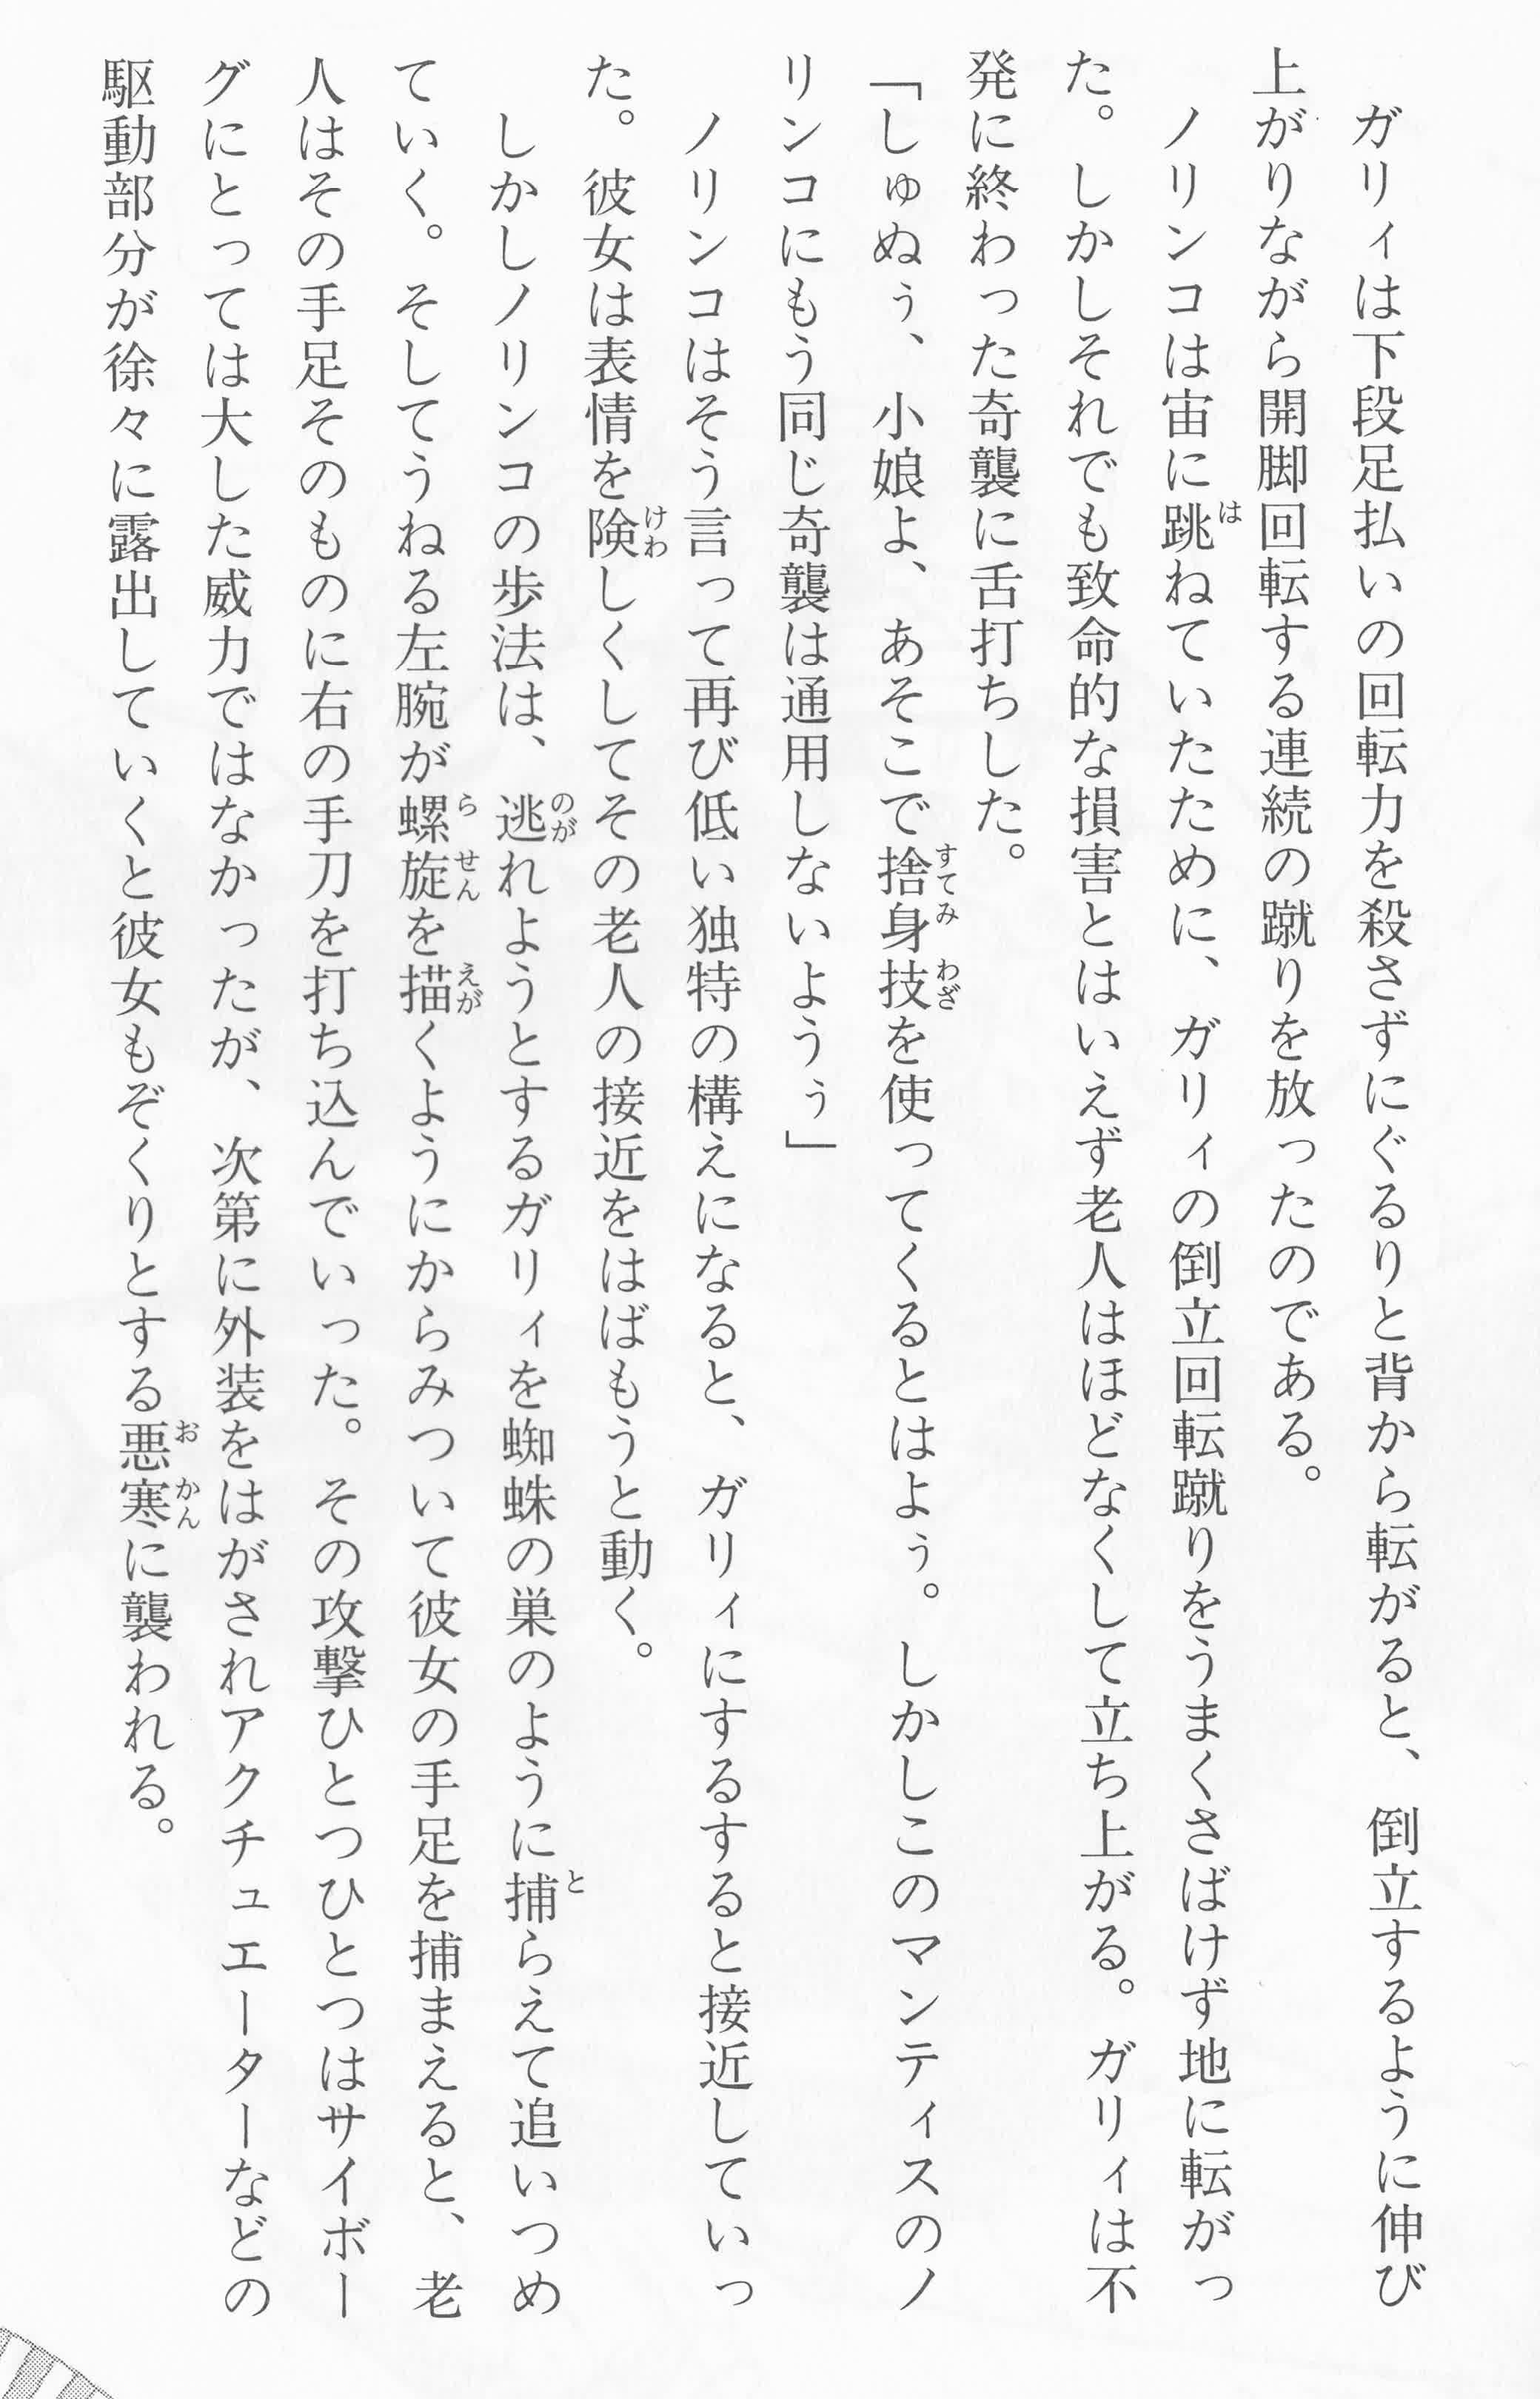 ガリィは下段足払いの回転力を殺さずにぐるりと背から転がると、倒立するように伸び
上がりながら開脚回転する連続の蹴りを放ったのである。
ノリンコは宙に跳ねていたために、ガリィの倒立回転蹴りをうまくさばけず地に転がっ
た。しかしそれでも致命的な損害とはいえず老人はほどなくして立ち上がる。ガリィは不
発に終わった奇襲に舌打ちした。
「しゅぬぅ、小娘よ、あそこで捨身技を使ってくるとはよぅ。しかしこのマンティスのノ
リンコにもう同じ奇襲は通用しないようぅ」
ノリンコはそう言って再び低い独特の構えになると、ガリィにするすると接近していっ
た。彼女は表情を険しくしてその老人の接近をはばもうと動く。
しかしノリンコの歩法は、逃れようとするガリィを蜘蛛の巣のように捕らえて追いつめ
ていく。そしてうねる左腕が螺旋を描くようにからみついて彼女の手足を捕まえると、老
人はその手足そのものに右の手刀を打ち込んでいった。その攻撃ひとつひとつはサイボー
グにとっては大した威力ではなかったが、次第に外装をはがされアクチュエーターなどの
駆動部分が徐々に露出していくと彼女もぞくりとする悪寒に襲われる。